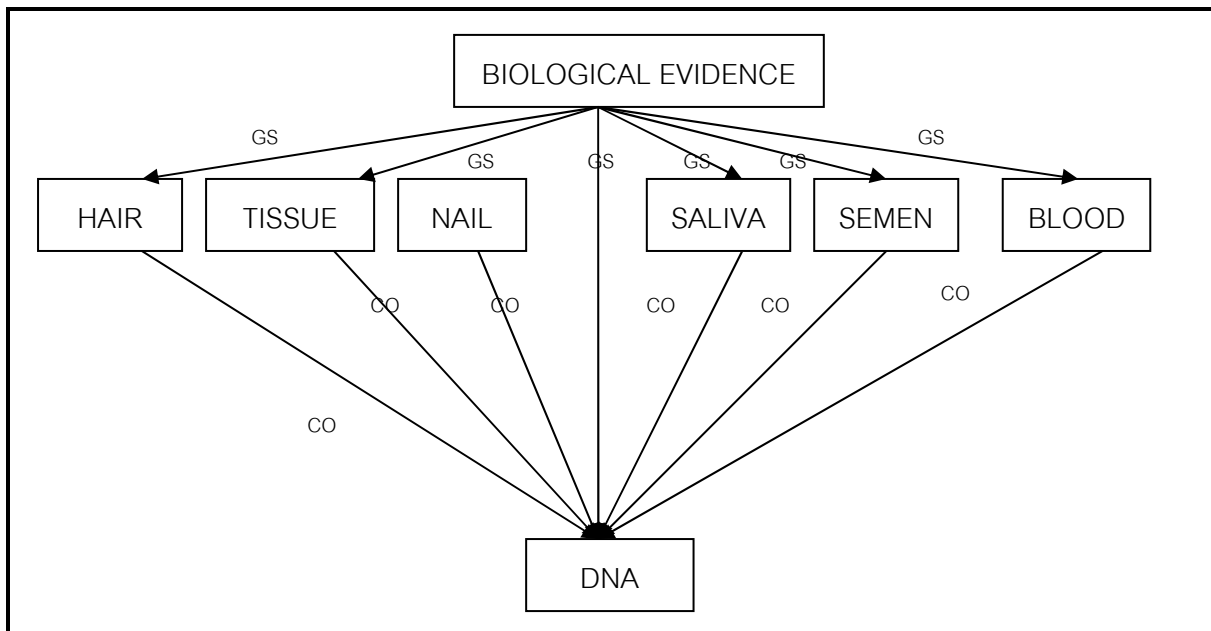 BIOLOGICAL EVIDENCE
GS
GS
GS
GS
GS
GS
HAIR
TISSUE
NAIL
SALIVA
SEMEN
BLOOD
CO
CO
CO
CO
CO
CO
DNA